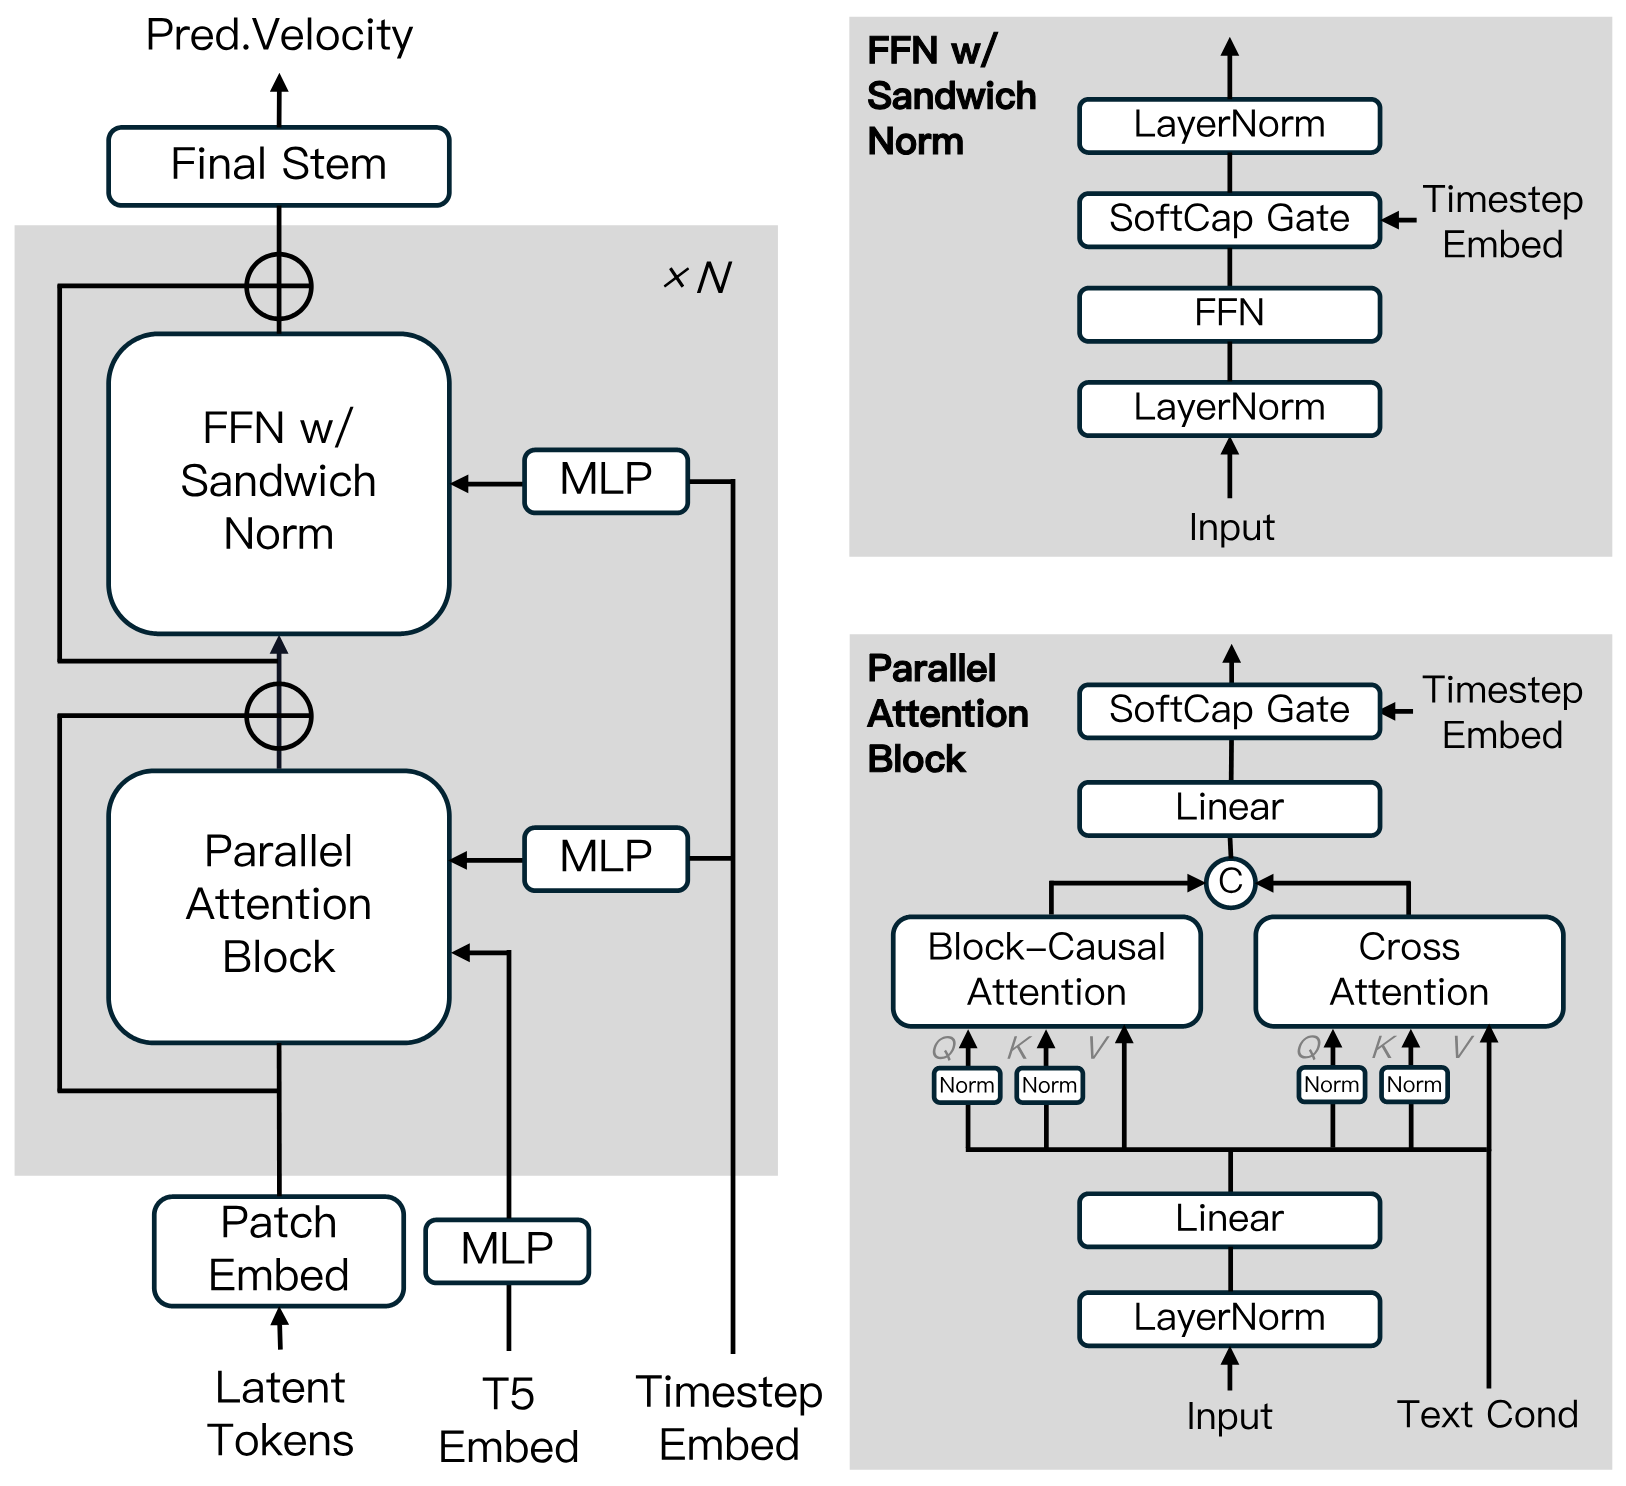 Pred.Velocity
Final Stem
×N
FFN w/
Sandwich
Norm
MLP
Parallel
Attention
Block
MLP
Patch
Embed
MLP
Latent
Tokens
T5
Embed
Timestep
Embed
FFN w/
Sandwich
Norm
LayerNorm
SoftCap Gate
Timestep
Embed
FFN
LayerNorm
Input
Parallel
Attention
Block
SoftCap Gate
Timestep
Embed
Linear
C
Block-Causal
Attention
Cross
Attention
Q K V
Q K V
Norm
Norm
Norm
Norm
Linear
LayerNorm
Input
Text Cond